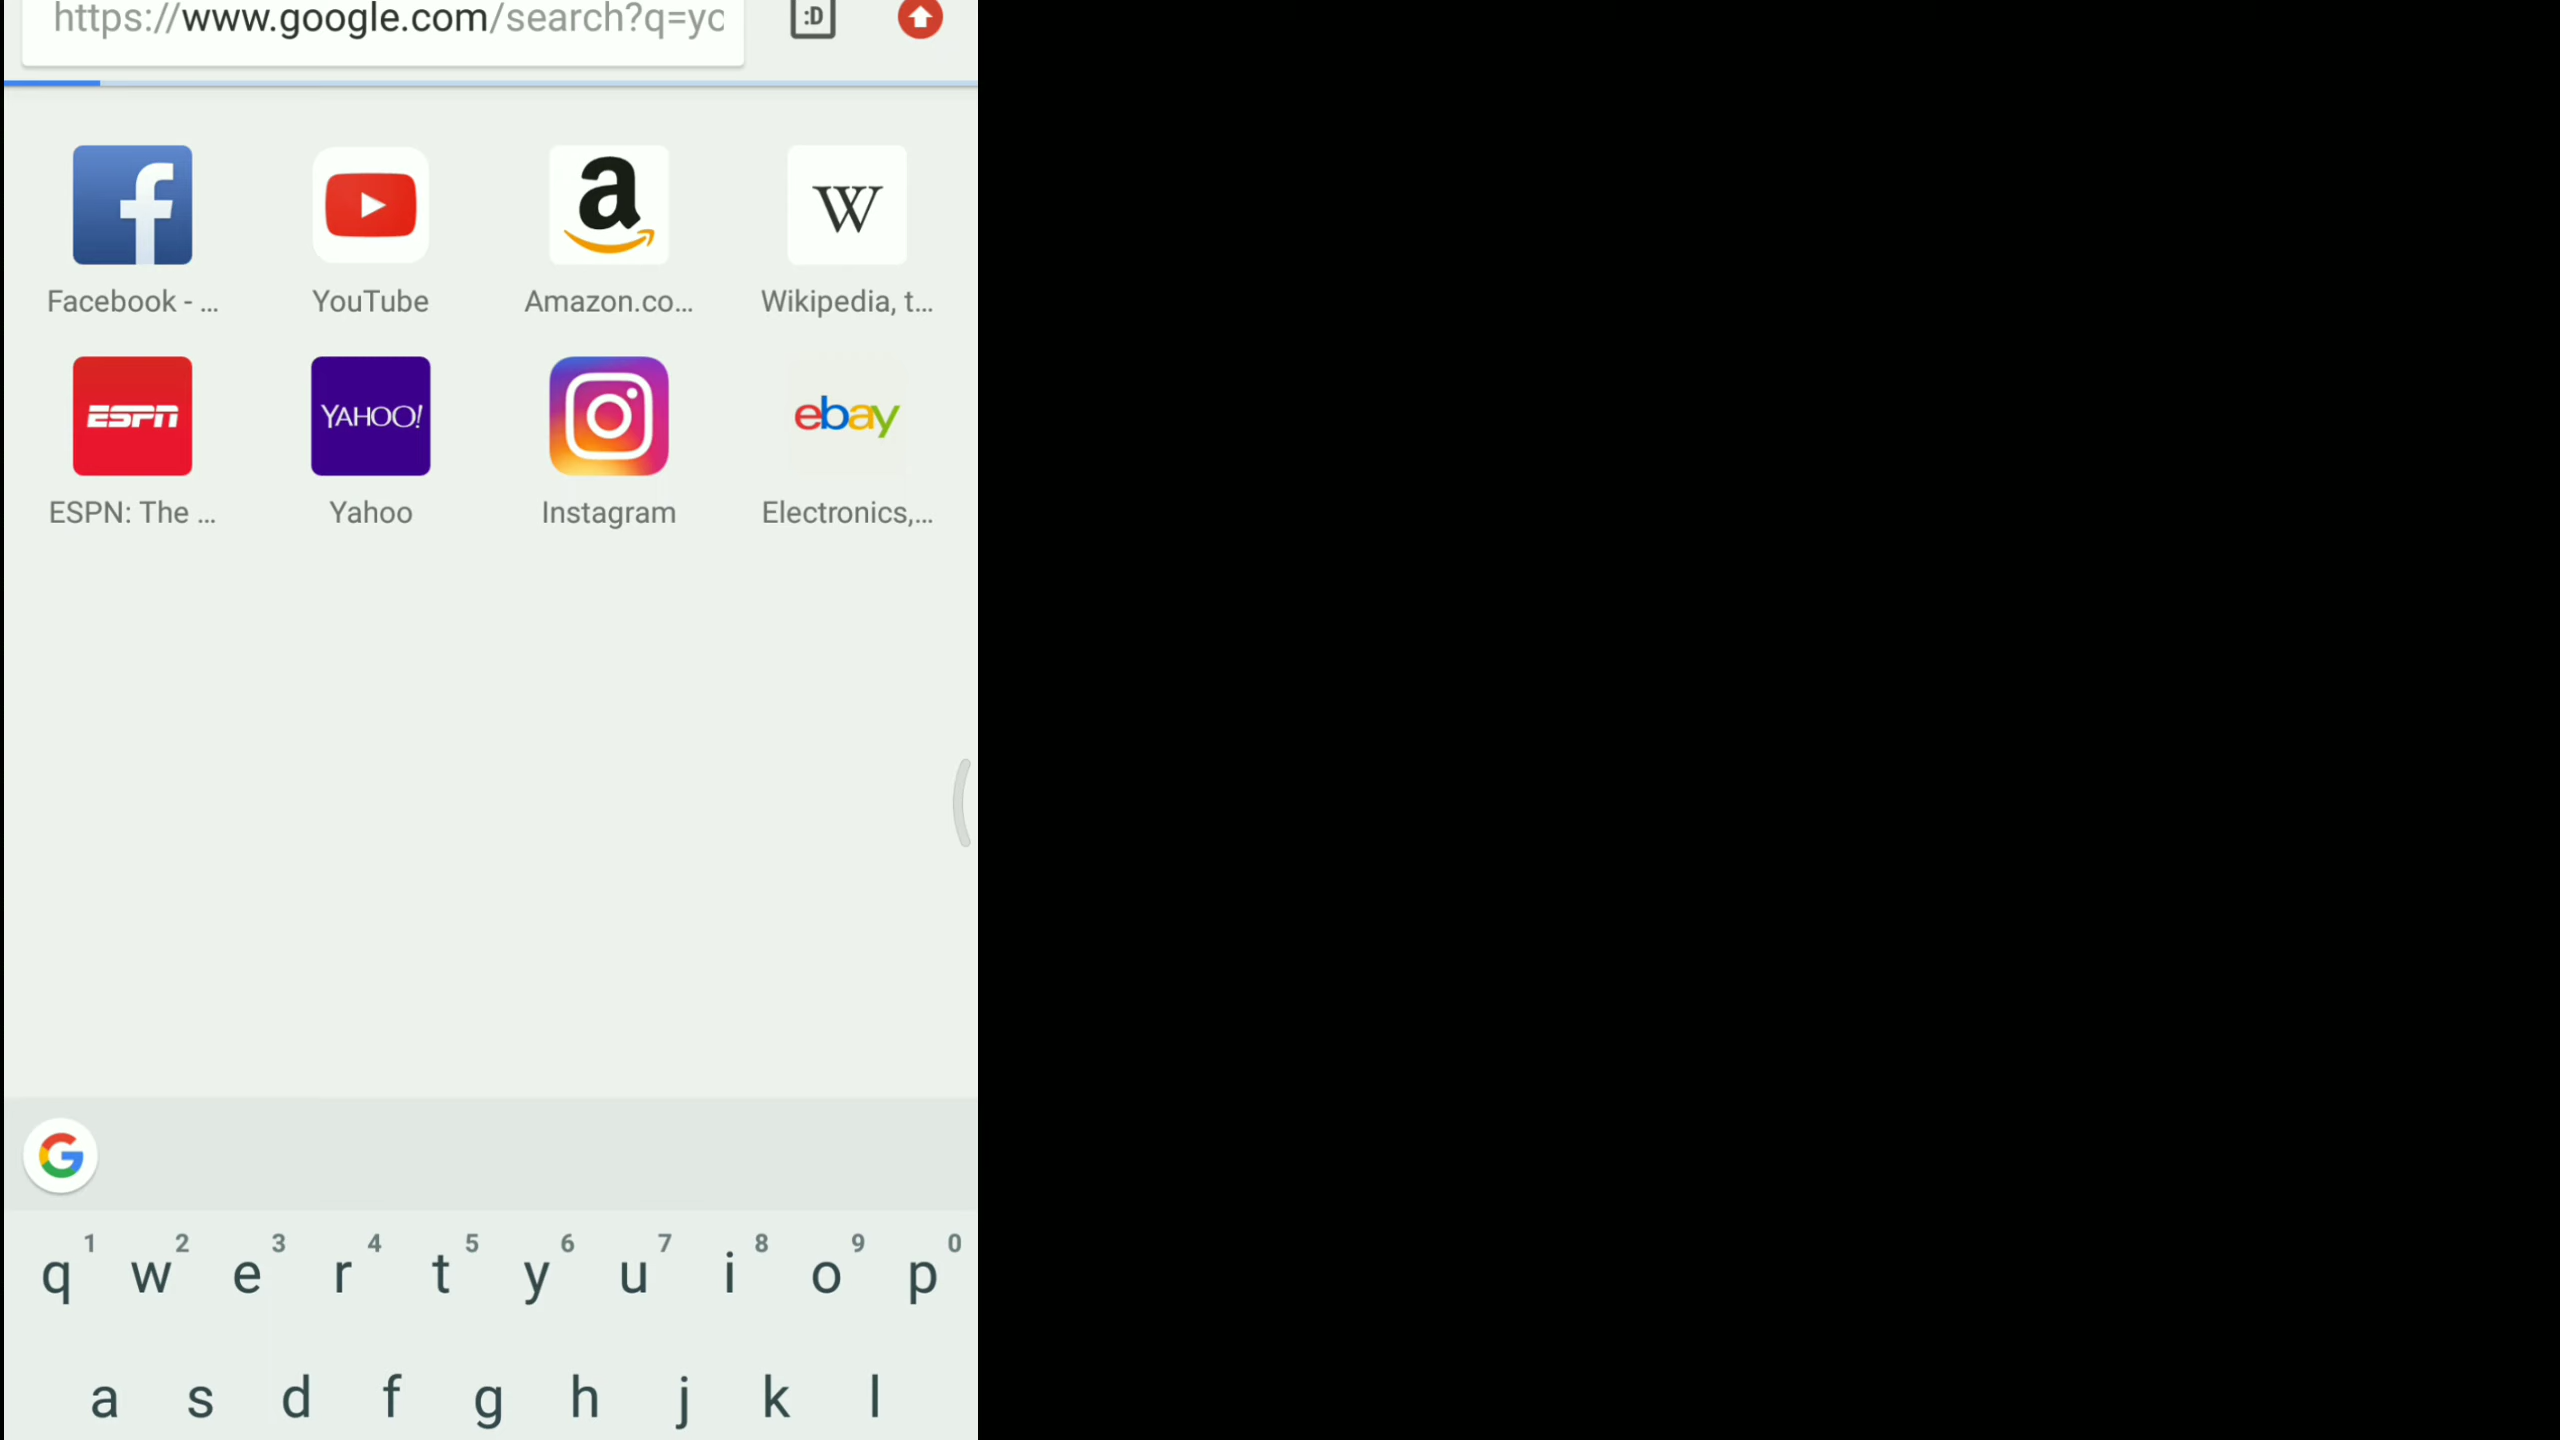 https://www.google.com/search?q=yo
:D
Facebook - ...
YouTube
a
Amazon.co...
W
Wikipedia, t...
ESPN
YAHOO!
ebay
ESPN: The ...
Yahoo
Instagram
Electronics,...
G
1 2 3 4 5 6 7 8 9 0
q w e r t y u i o p
a s d f g h j k l